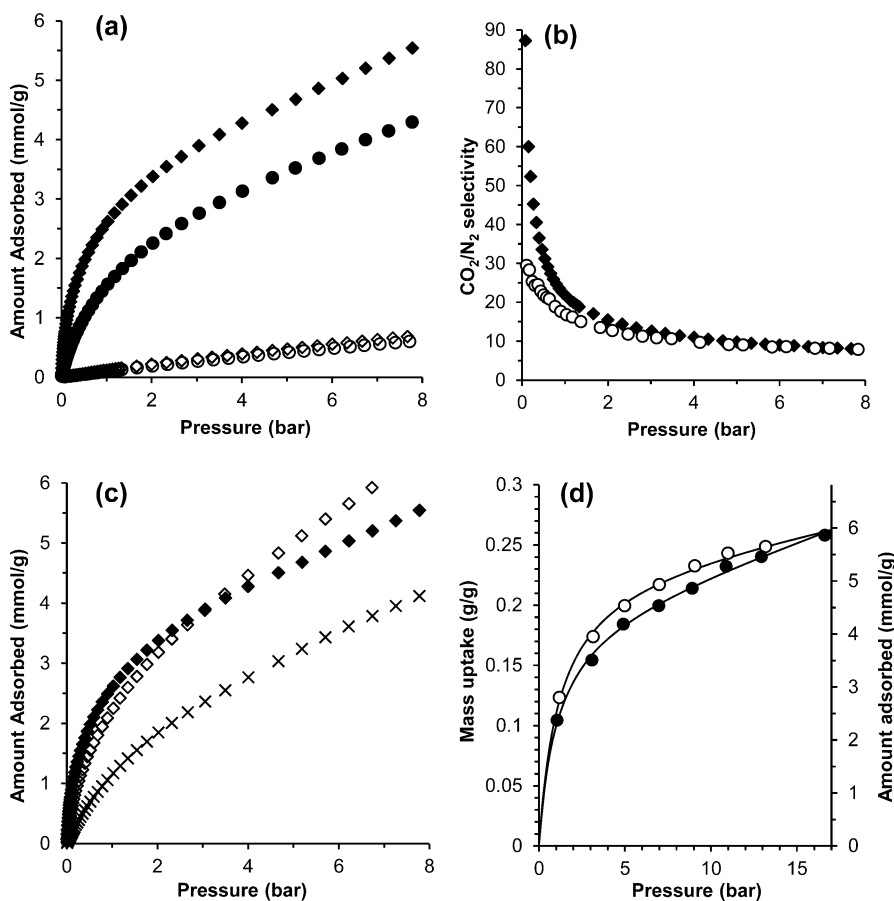 (a)
Amount Adsorbed (mmol/g)
6
5
4
3
2
1
0
0 2 4 6 8
Pressure (bar)
(b)
CO₂/N₂ selectivity
90
80
70
60
50
40
30
20
10
0
0 2 4 6 8
Pressure (bar)
(c)
Amount Adsorbed (mmol/g)
6
5
4
3
2
1
0
0 2 4 6 8
Pressure (bar)
(d)
Mass uptake (g/g)
0.3
0.25
0.2
0.15
0.1
0.05
0
0 5 10 15
Pressure (bar)
6
5
4
3
2
1
0
Amount adsorbed (mmol/g)